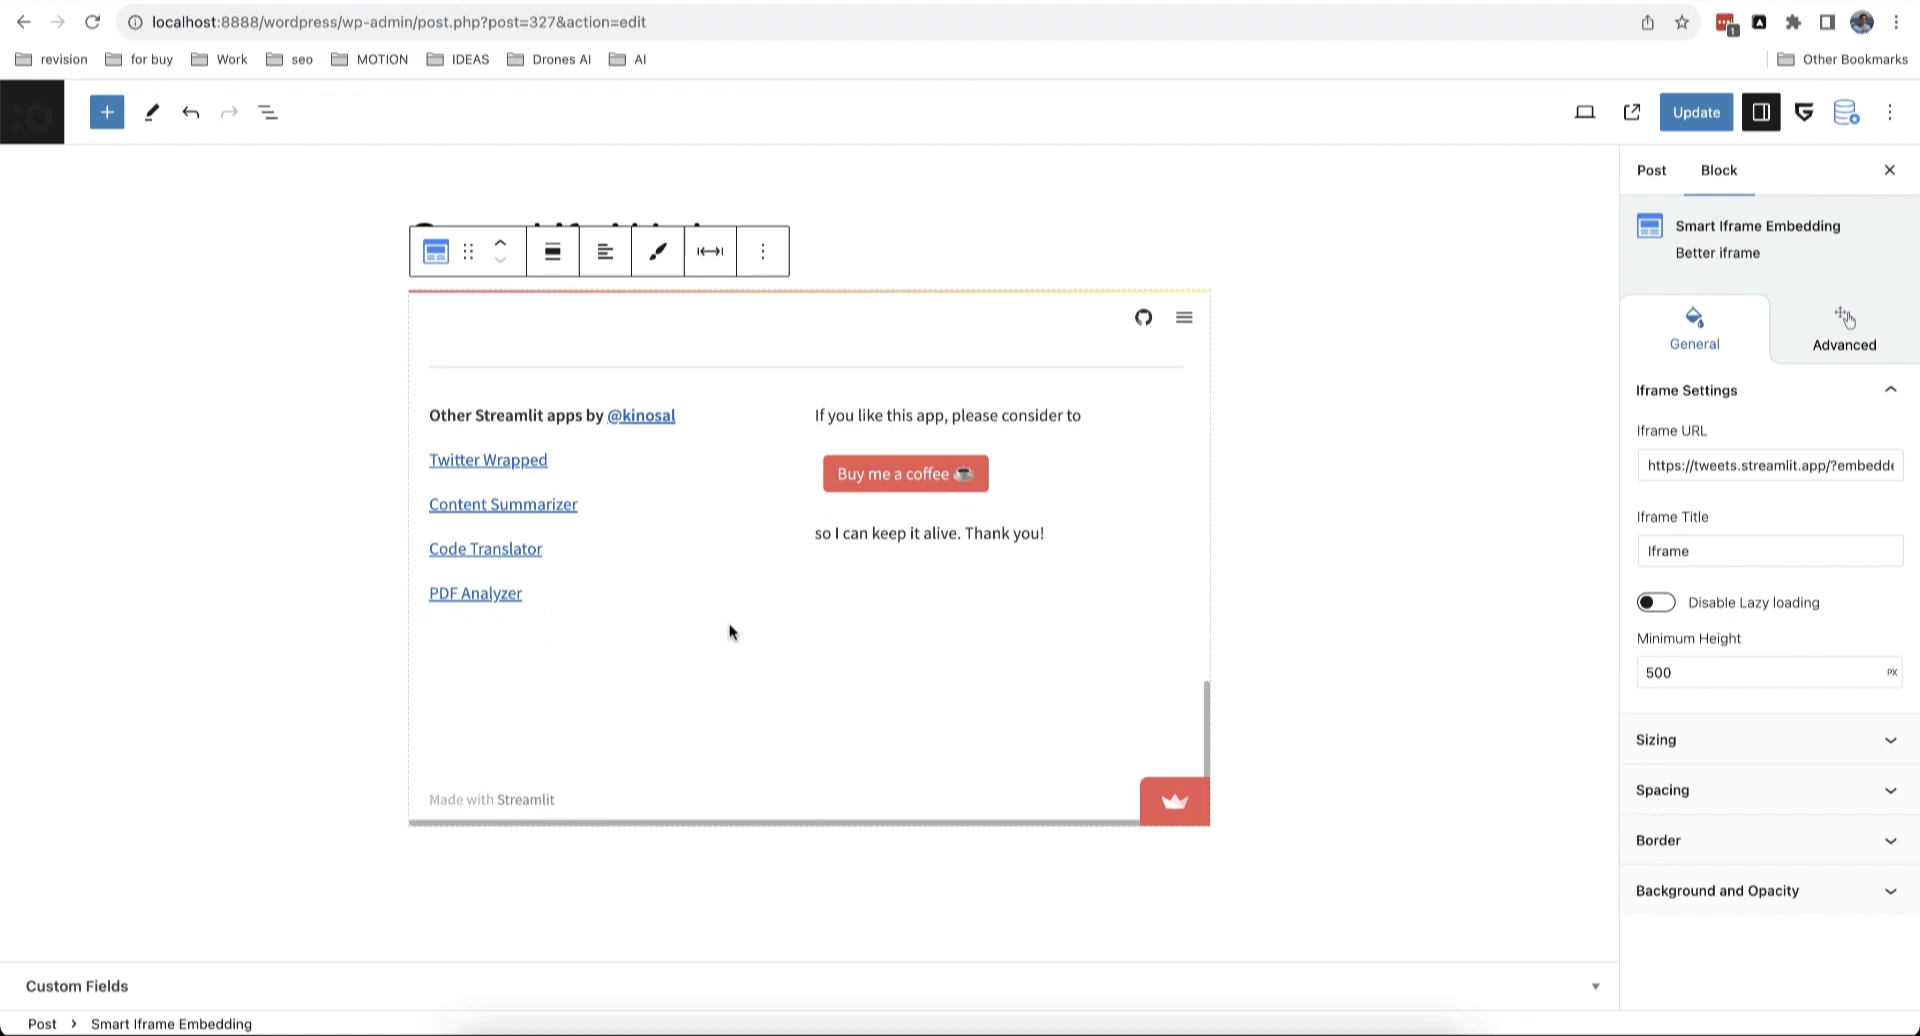 localhost:8888/wordpress/wp-admin/post.php?post=327&action=edit
1
revision for buy Work seo MOTION IDEAS Drones AI AI Other Bookmarks
Update
Post Block
Smart Iframe Embedding
Better iframe
General Advanced
Iframe Settings
Iframe URL
https://tweets.streamlit.app/?embedd
Iframe Title
Iframe
Disable Lazy loading
Minimum Height
500 PX
Sizing
Spacing
Border
Background and Opacity
Other Streamlit apps by @kinosal
Twitter Wrapped
Content Summarizer
Code Translator
PDF Analyzer
If you like this app, please consider to
Buy me a coffee
so I can keep it alive. Thank you!
Made with Streamlit
Custom Fields
Post › Smart Iframe Embedding